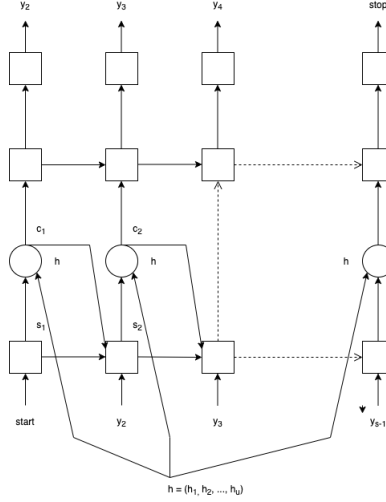 y2 y3 y4 stop
c1 c2
h h h
s1 s2
start y2 y3 ys-1
h = (h1, h2, ..., hu)